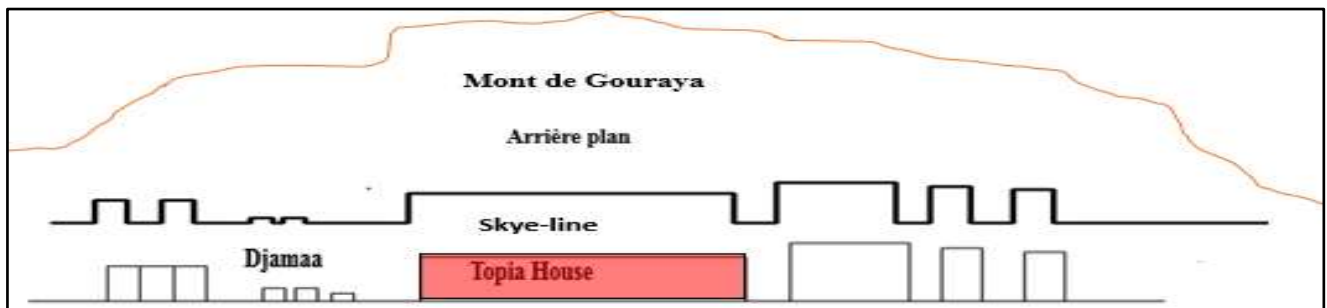 Mont de Gouraya
Arrière plan
Skye-line
Djamaa
Topia House